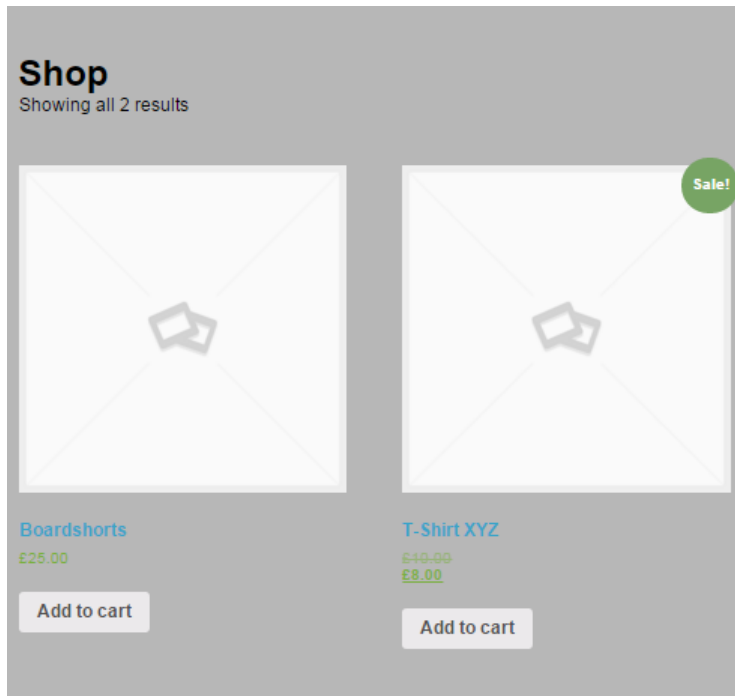 Shop
Showing all 2 results
Sale!
Boardshorts
£25.00
Add to cart
T-Shirt XYZ
£10.00
£8.00
Add to cart